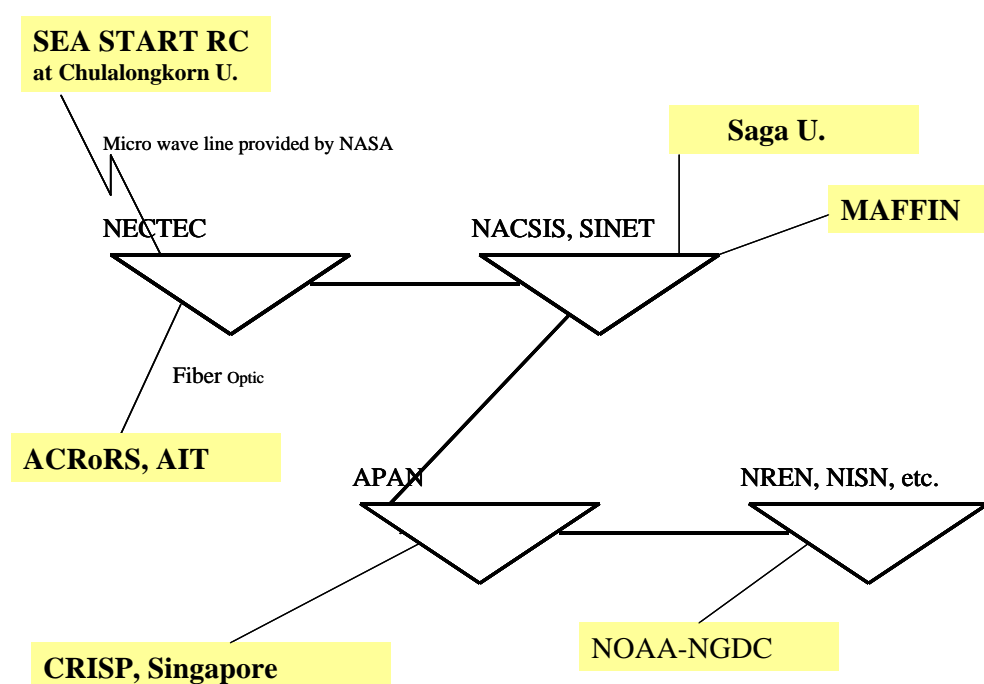 SEA START RC
at Chulalongkorn U.
Micro wave line provided by NASA
Saga U.
MAFFIN
NECTEC
NACSIS, SINET
Fiber Optic
ACRoRS, AIT
APAN
NREN, NISN, etc.
NOAA-NGDC
CRISP, Singapore